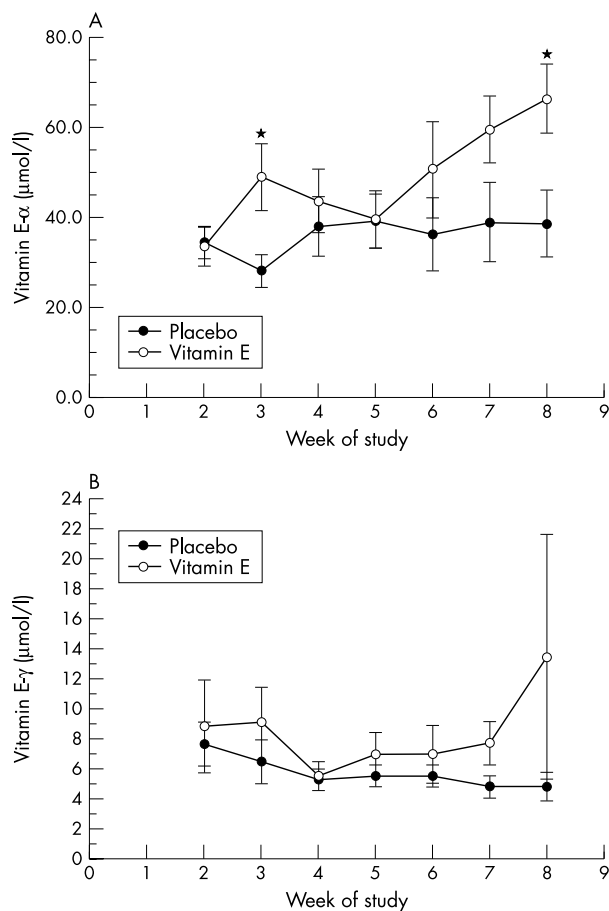 A
80.0
60.0
40.0
20.0
0.0
Vitamin E-α (μmol/l)
★
★
Placebo
Vitamin E
0 1 2 3 4 5 6 7 8 9
Week of study
B
24
22
20
18
16
14
12
10
8
6
4
2
0
Vitamin E-γ (μmol/l)
Placebo
Vitamin E
0 1 2 3 4 5 6 7 8 9
Week of study